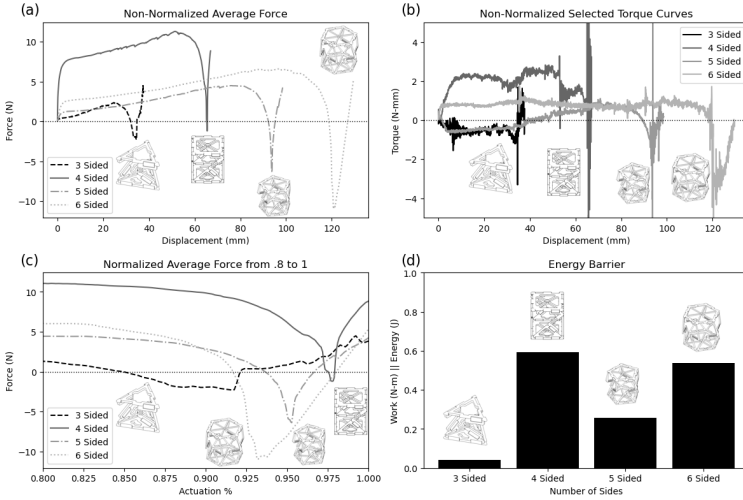 (a)
Non-Normalized Average Force
10
5
0
−5
−10
Force (N)
3 Sided
4 Sided
5 Sided
6 Sided
0
20
40
60
80
100
120
Displacement (mm)
(b)
Non-Normalized Selected Torque Curves
4
2
0
−2
−4
Torque (N-mm)
3 Sided
4 Sided
5 Sided
6 Sided
0
20
40
60
80
100
120
Displacement (mm)
(c)
Normalized Average Force from .8 to 1
10
5
0
−5
−10
Force (N)
3 Sided
4 Sided
5 Sided
6 Sided
0.800
0.825
0.850
0.875
0.900
0.925
0.950
0.975
1.000
Actuation %
(d)
Energy Barrier
1.0
0.8
0.6
0.4
0.2
0.0
Work (N-m) || Energy (J)
3 Sided
4 Sided
5 Sided
6 Sided
Number of Sides